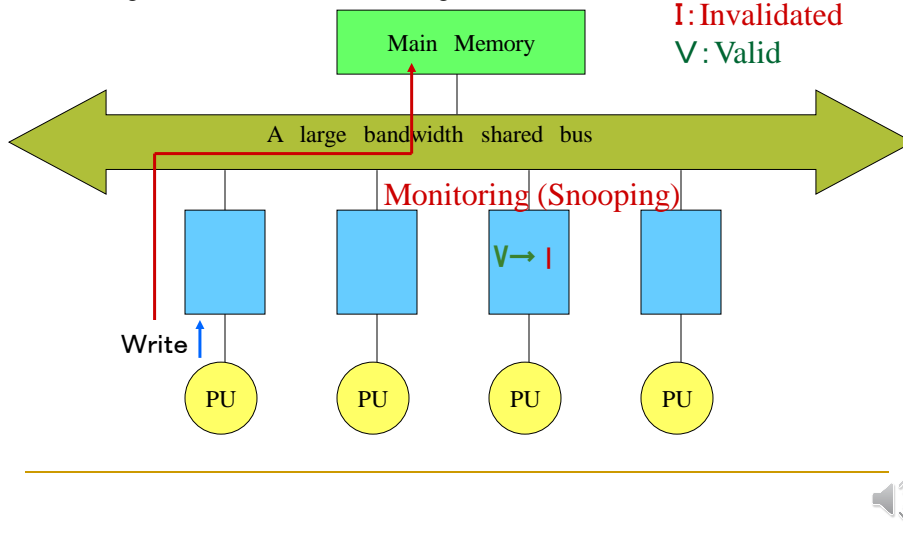 I:Invalidated
V:Valid
Main Memory
A large bandwidth shared bus
Monitoring (Snooping)
V→ I
Write
PU
PU
PU
PU